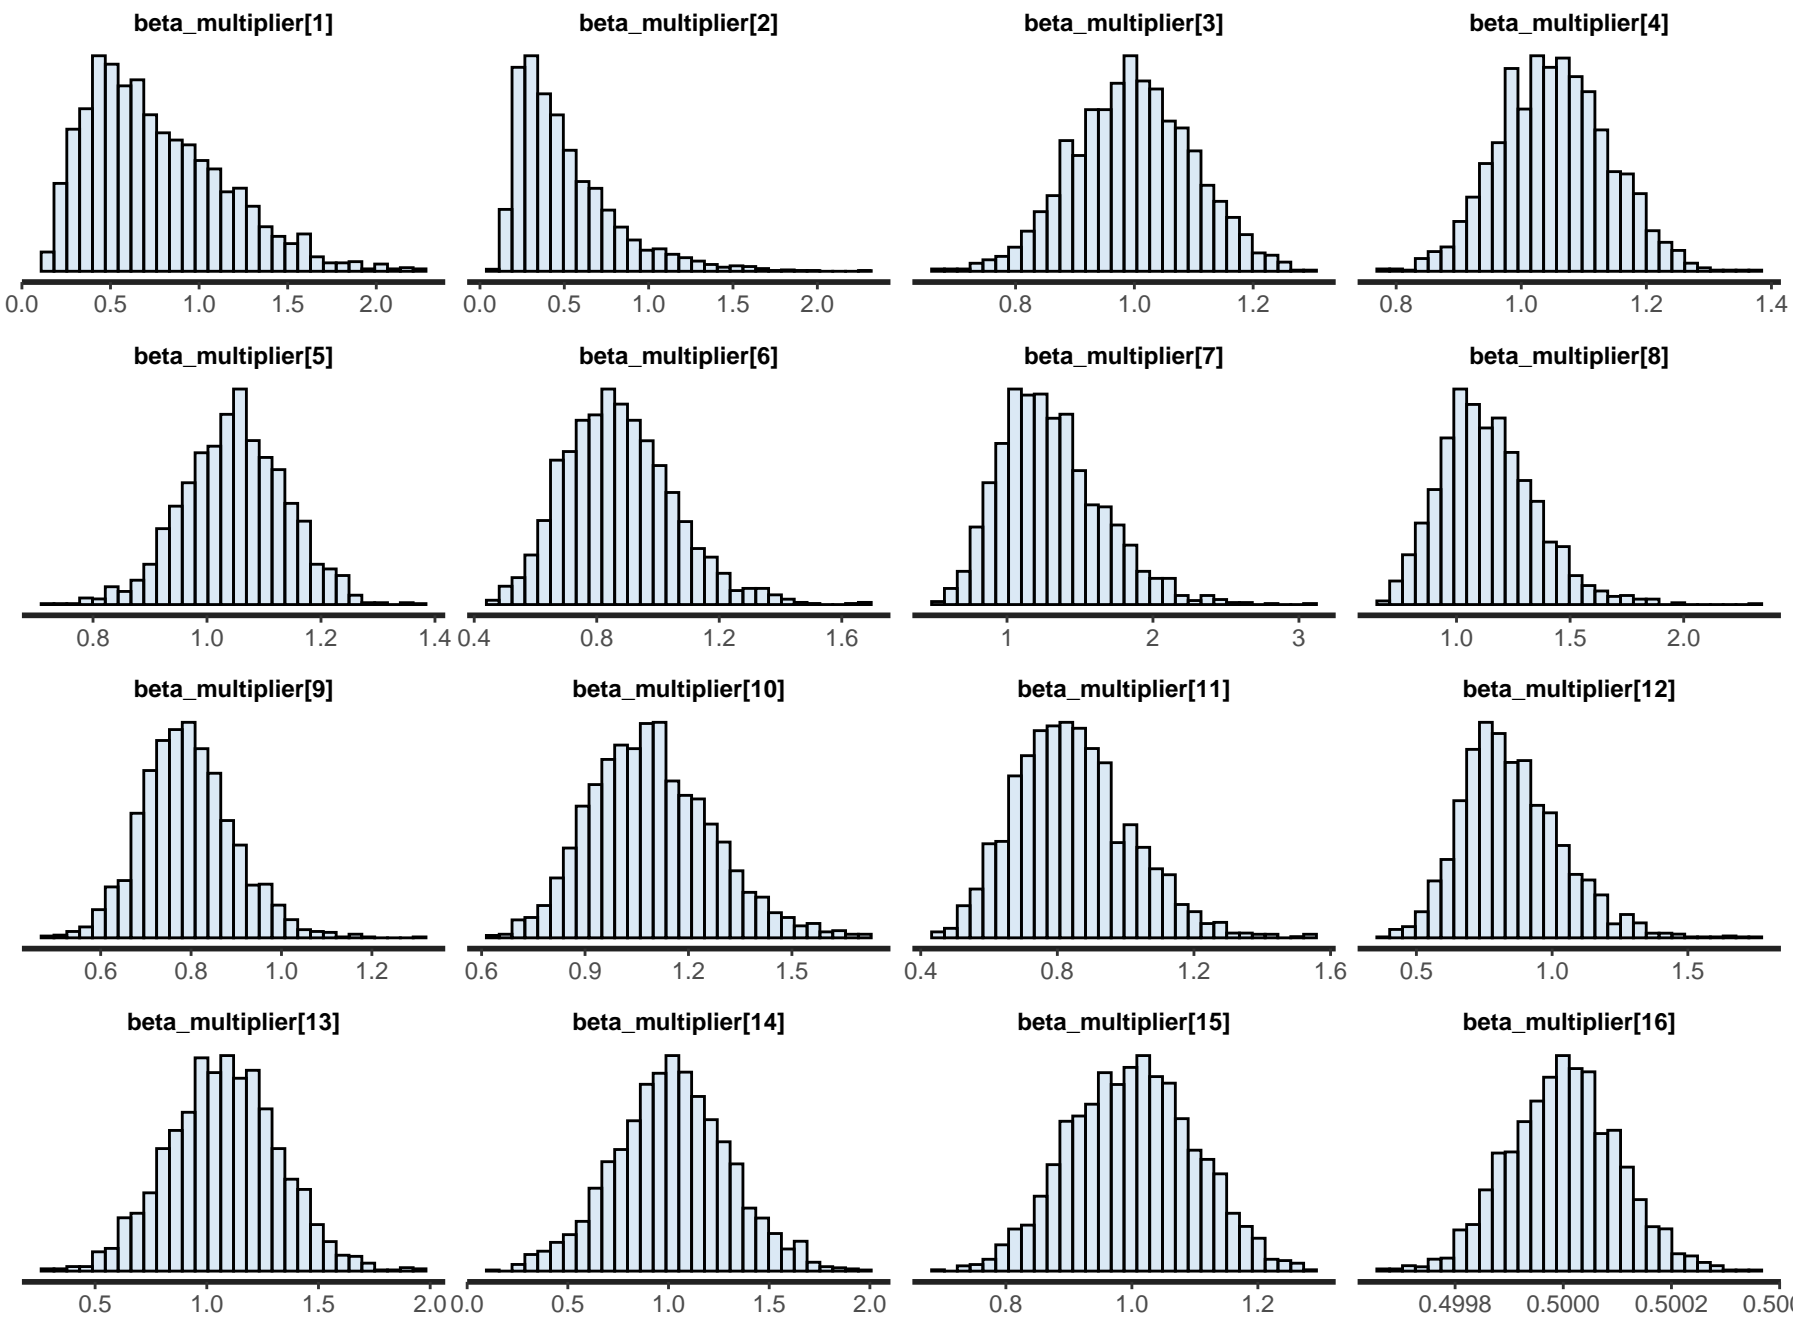 beta_multiplier[1] beta_multiplier[2] beta_multiplier[3] beta_multiplier[4]
0.0 0.5 1.0 1.5 2.0 0.0 0.5 1.0 1.5 2.0 0.8 1.0 1.2 0.8 1.0 1.2 1.4
beta_multiplier[5] beta_multiplier[6] beta_multiplier[7] beta_multiplier[8]
0.8 1.0 1.2 1.4 0.4 0.8 1.2 1.6 1 2 3 1.0 1.5 2.0
beta_multiplier[9] beta_multiplier[10] beta_multiplier[11] beta_multiplier[12]
0.6 0.8 1.0 1.2 0.6 0.9 1.2 1.5 0.4 0.8 1.2 1.6 0.5 1.0 1.5
beta_multiplier[13] beta_multiplier[14] beta_multiplier[15] beta_multiplier[16]
0.5 1.0 1.5 2.0 0.0 0.5 1.0 1.5 2.0 0.8 1.0 1.2 0.4998 0.5000 0.5002